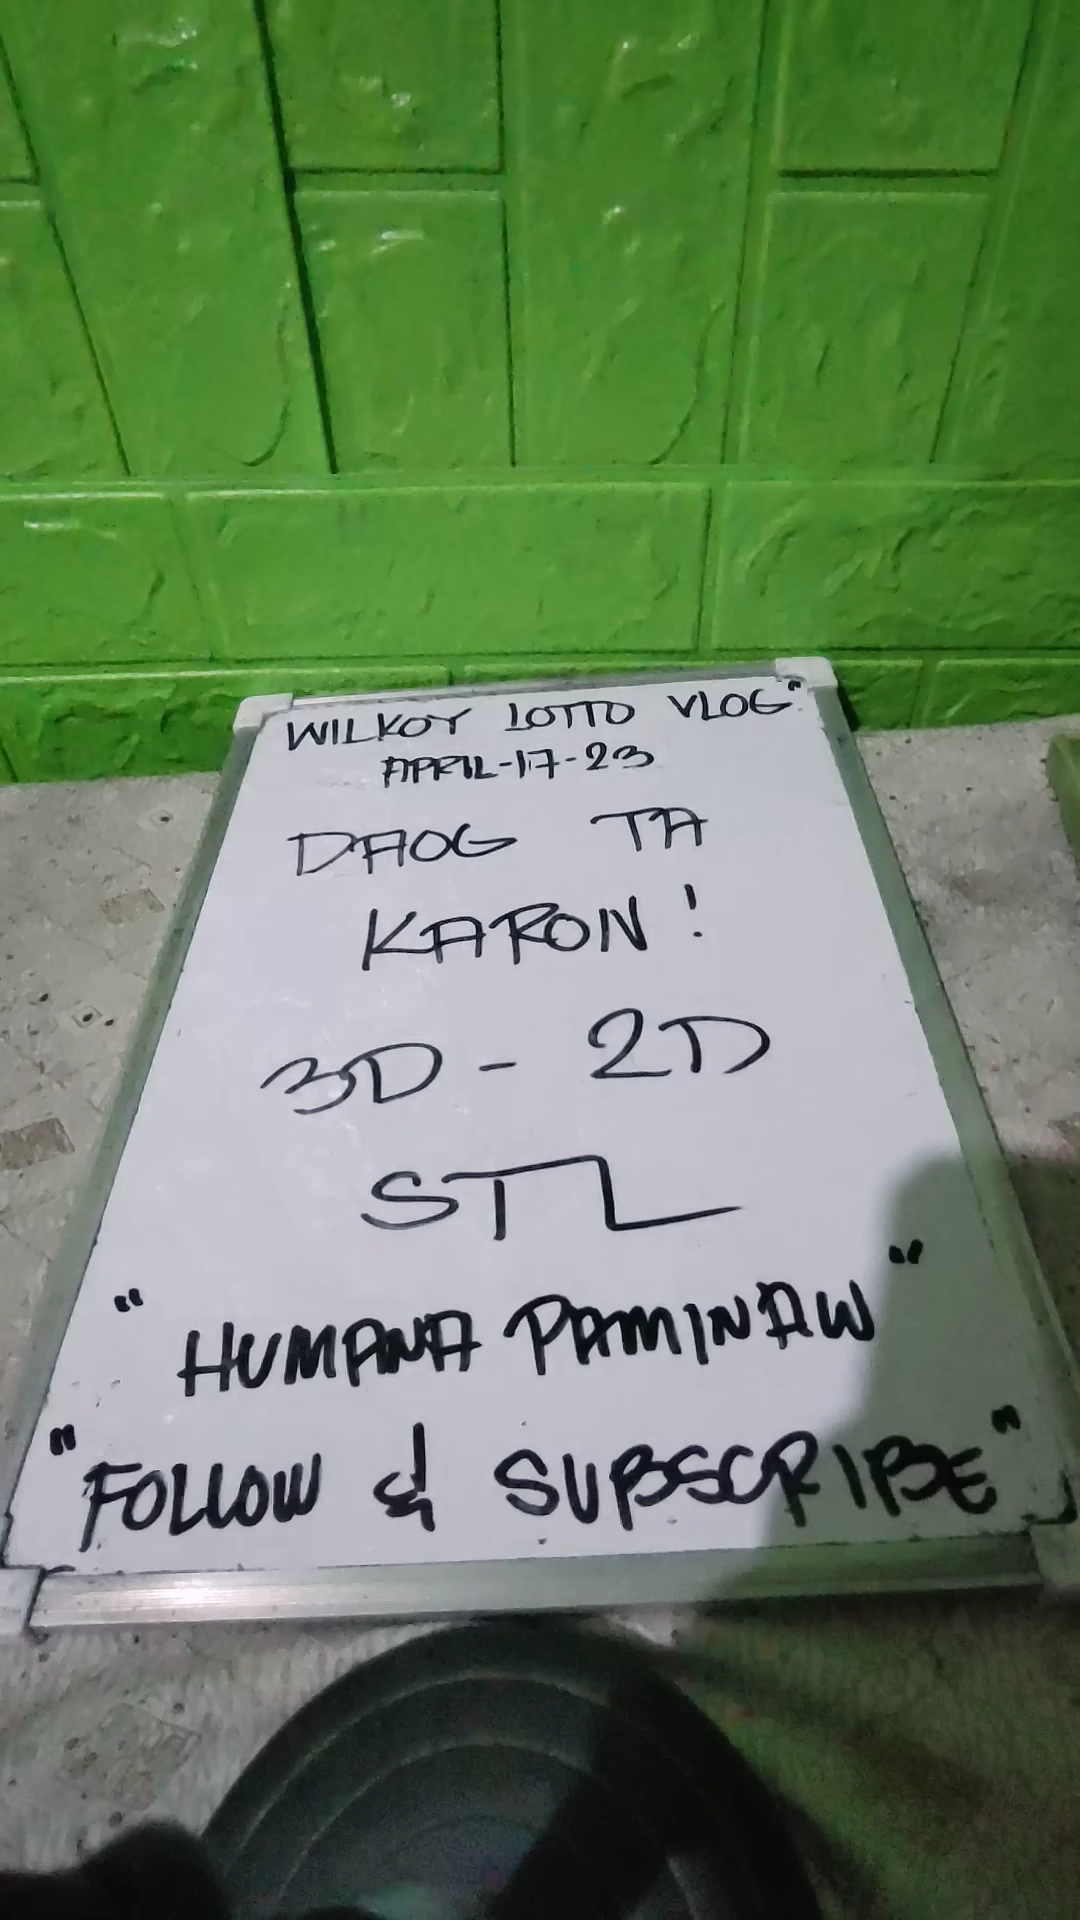 WILKOY LOTTO VLOG"
APRIL-17-23
DAOG TA
KARON!
3D - 2D
STL
"HUMANA PAMINAW"
"FOLLOW & SUBSCRIBE"